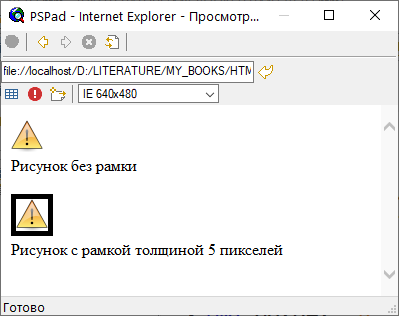 PSPad - Internet Explorer - Просмотр...
file://localhost/D:/LITERATURE/MY_BOOKS/HTM
IE 640x480
Рисунок без рамки
Рисунок с рамкой толщиной 5 пикселей
Готово